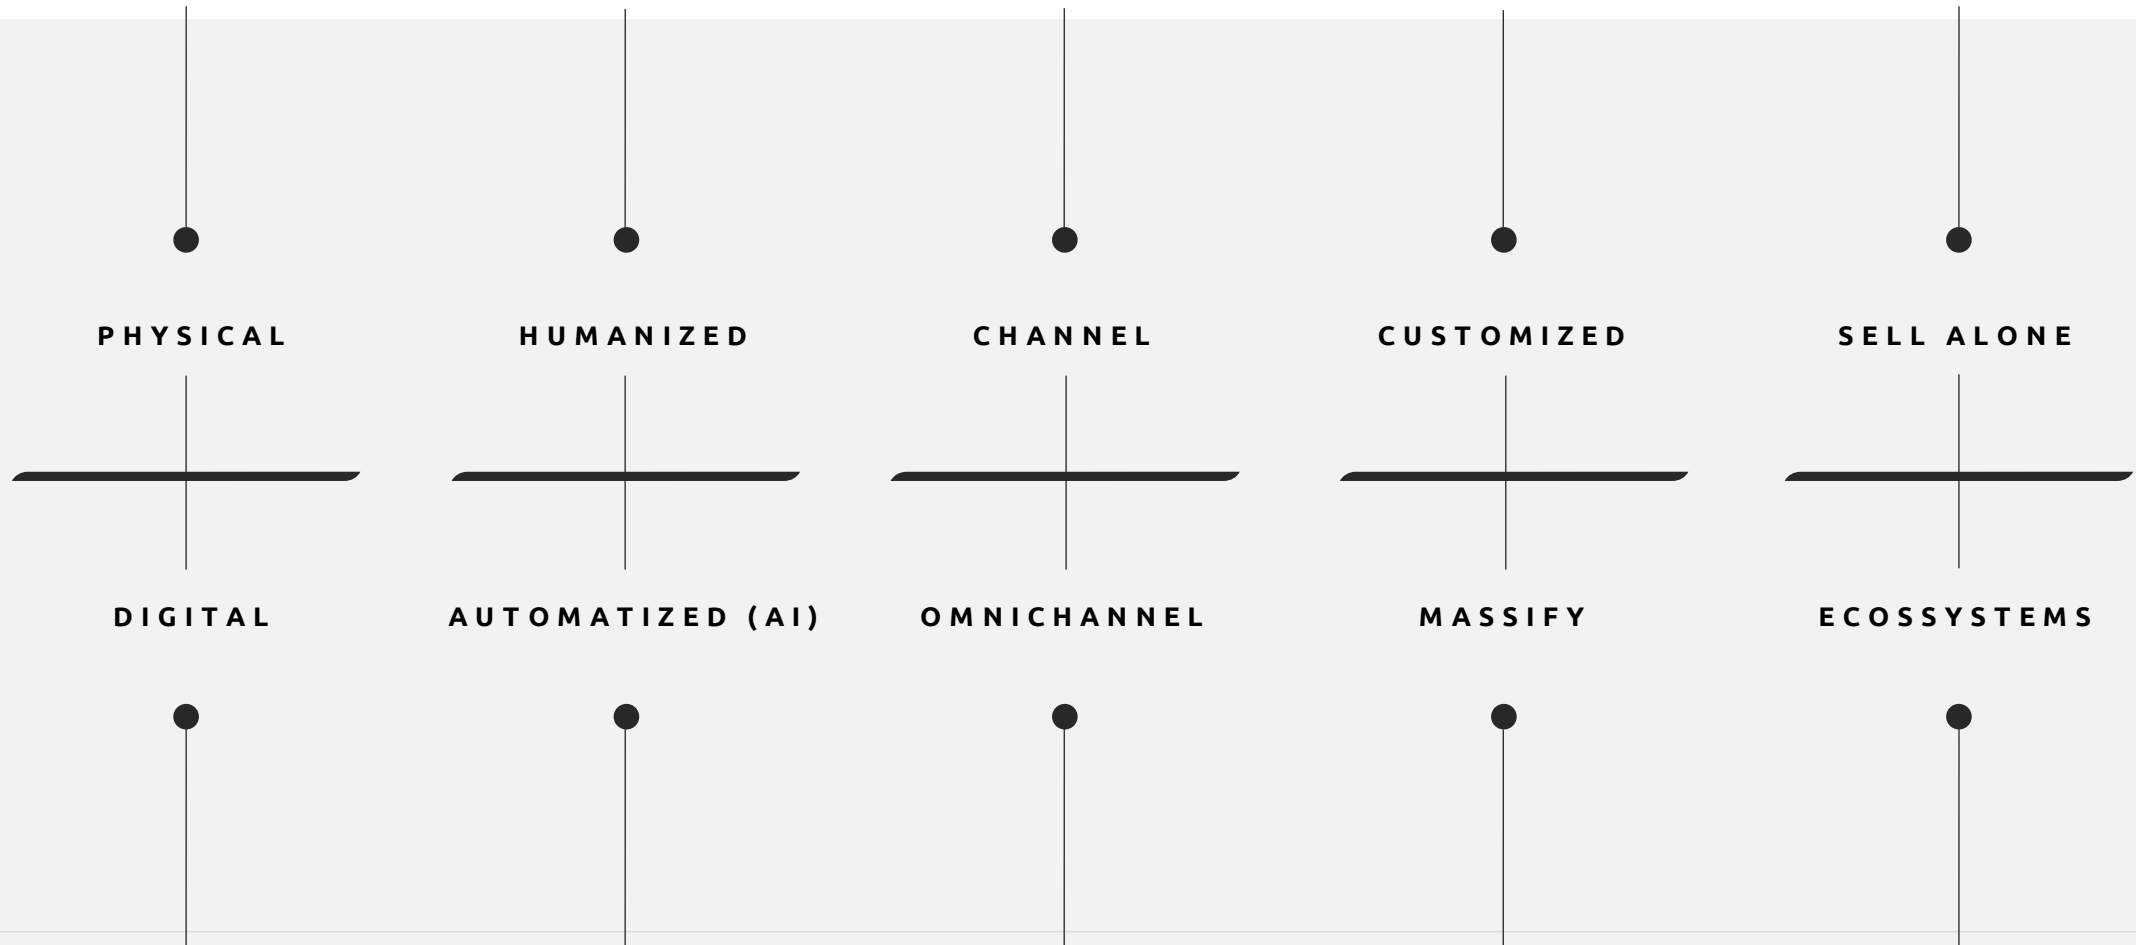 PHYSICAL
HUMANIZED
CHANNEL
CUSTOMIZED
SELL ALONE
DIGITAL
AUTOMATIZED (AI)
OMNICHANNEL
MASSIFY
ECOSSYSTEMS